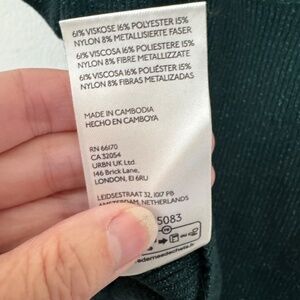 61% VISKOSE 16% POLYESTER 15%
NYLON 8% METALLISIERTE FASER
61% VISCOSA 16% POLIESTERE 15%
NYLON 8% FIBRE METALLIZZATE
61% VISCOSA 16% POLIÉSTER 15%
NYLON 8% FIBRAS METALIZADAS
MADE IN CAMBODIA
HECHO EN CAMBOYA
RN 66170
CA 32054
URBN UK Ltd.
146 Brick Lane,
LONDON, E1 6RU
LEIDSESTRAAT 32, 1017 PB
AMSTERDAM, NETHERLANDS
5083